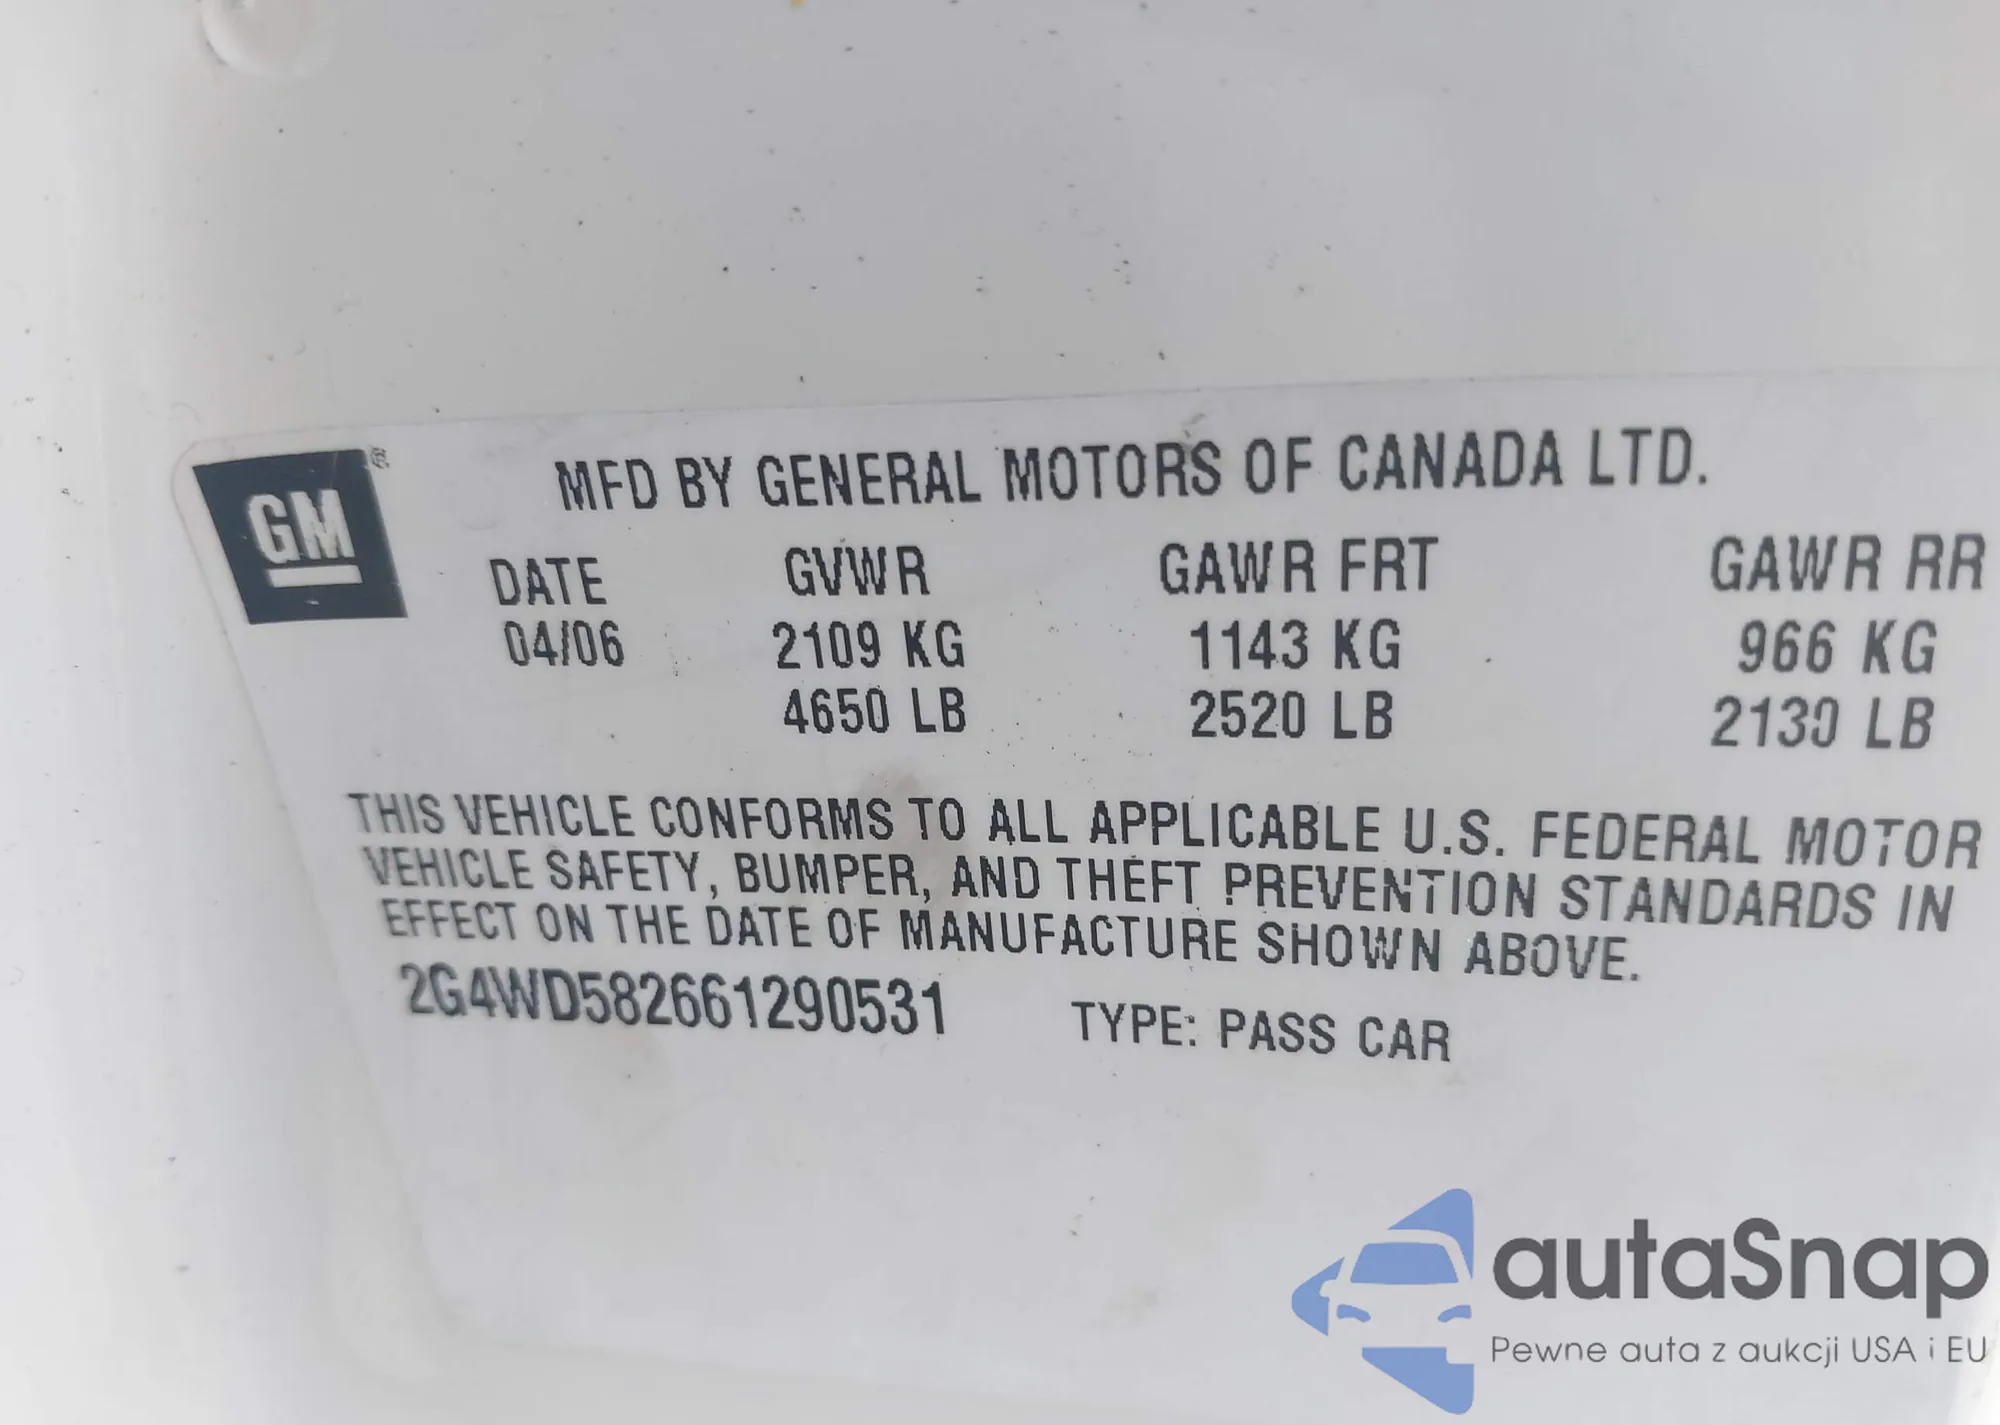 GM
MFD BY GENERAL MOTORS OF CANADA LTD.
DATE GVWR GAWR FRT GAWR RR
04/06 2109 KG 1143 KG 966 KG
4650 LB 2520 LB 2130 LB
THIS VEHICLE CONFORMS TO ALL APPLICABLE U.S. FEDERAL MOTOR
VEHICLE SAFETY, BUMPER, AND THEFT PREVENTION STANDARDS IN
EFFECT ON THE DATE OF MANUFACTURE SHOWN ABOVE.
2G4WD582661290531 TYPE: PASS CAR
autaSnap
Pewne auta z aukcji USA i EU